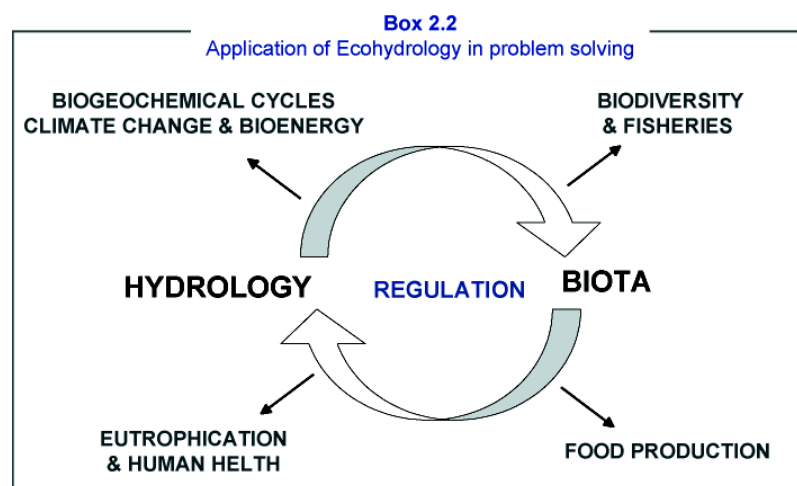 Box 2.2
Application of Ecohydrology in problem solving
BIOGEOCHEMICAL CYCLES
CLIMATE CHANGE & BIOENERGY
BIODIVERSITY
& FISHERIES
HYDROLOGY
REGULATION
BIOTA
EUTROPHICATION
& HUMAN HELTH
FOOD PRODUCTION